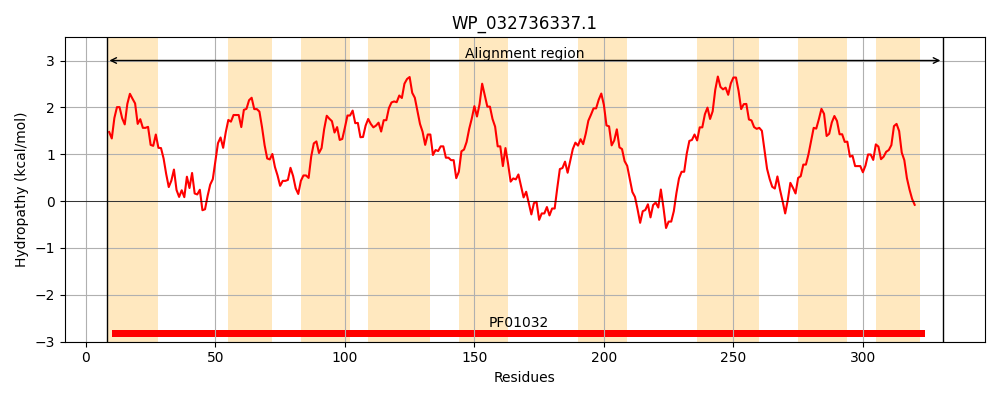 WP_032736337.1
Alignment region
3
2
1
0
−1
−2
−3
Hydropathy (kcal/mol)
PF01032
0
50
100
150
200
250
300
Residues